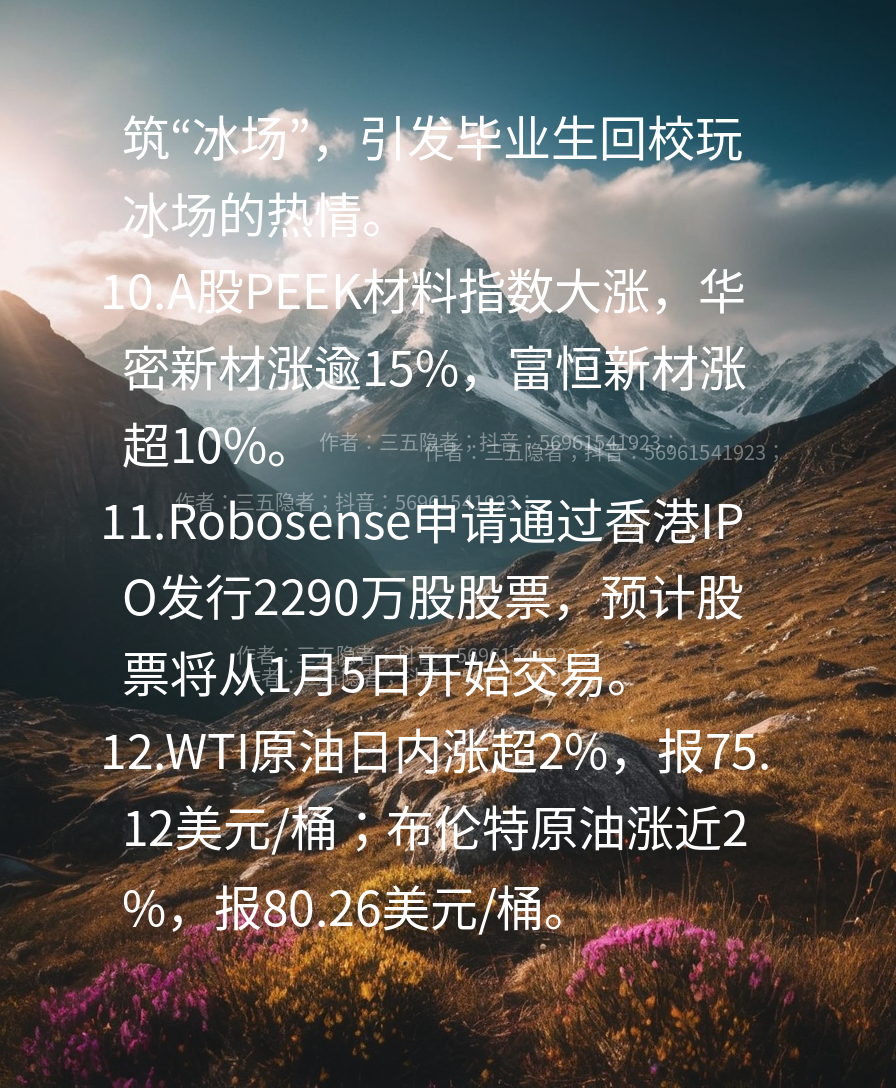 筑“冰场”，引发毕业生回校玩
冰场的热情。
10.A股PEEK材料指数大涨，华
密新材涨逾15%，富恒新材涨
超10%。
作者：三五隐者；抖音：56961541923；
作者：三五隐者；抖音：56961541923；
作者：三五隐者；抖音：56961541923；
11.Robosense申请通过香港IP
O发行2290万股股票，预计股
作者：三五隐者；抖音：5696154192
票将从1月5日开始交易。
12.WTI原油日内涨超2%，报75.
12美元/桶；布伦特原油涨近2
%，报80.26美元/桶。